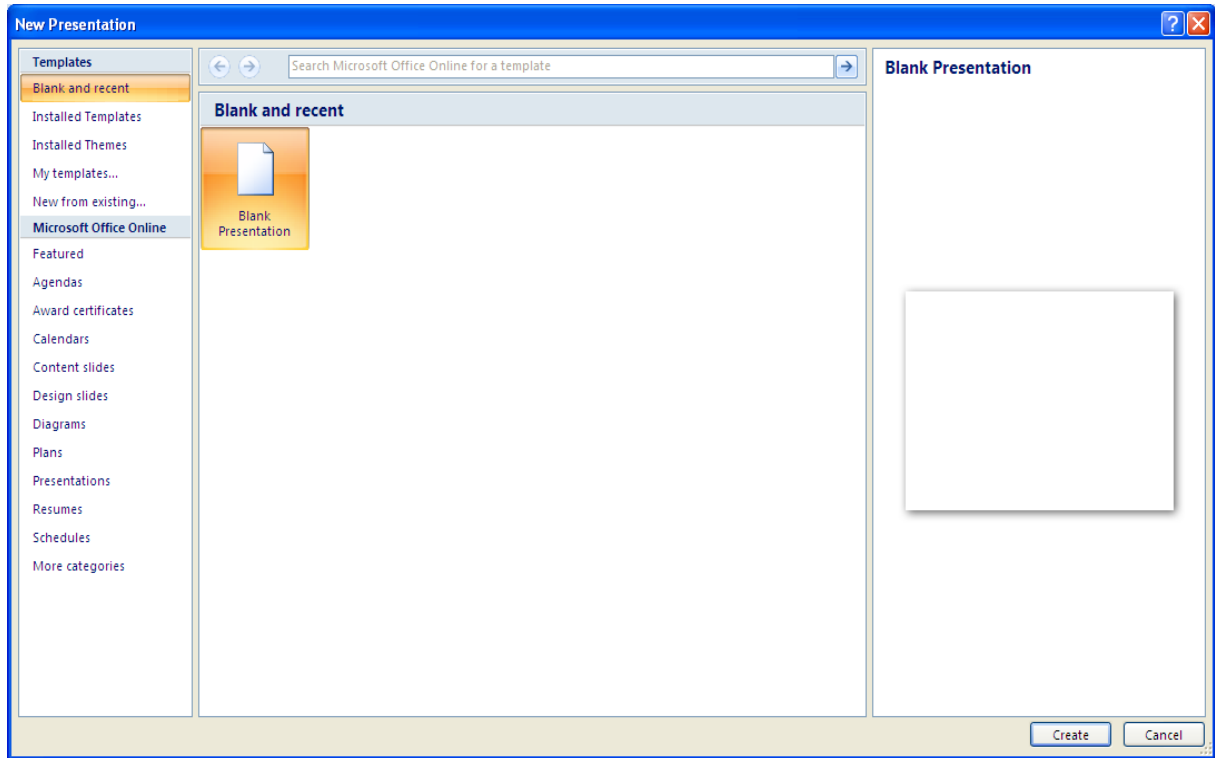 New Presentation
Templates
Blank and recent
Installed Templates
Installed Themes
My templates...
New from existing...
Microsoft Office Online
Featured
Agendas
Award certificates
Calendars
Content slides
Design slides
Diagrams
Plans
Presentations
Resumes
Schedules
More categories
Search Microsoft Office Online for a template
Blank and recent
Blank
Presentation
Blank Presentation
Create
Cancel